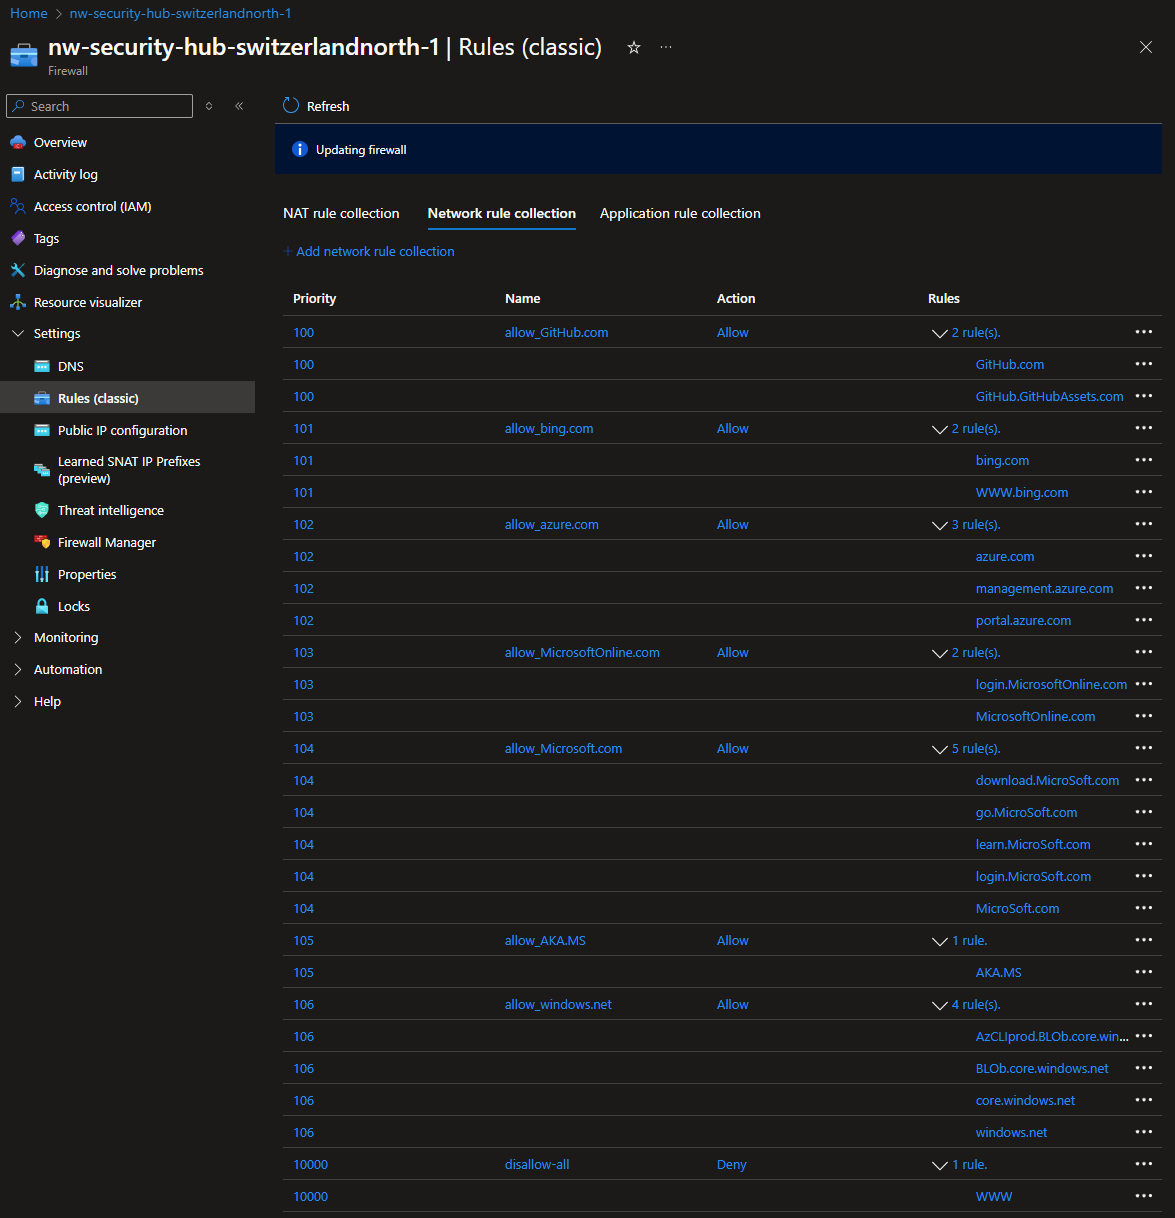 Home > nw-security-hub-switzerlandnorth-1
nw-security-hub-switzerlandnorth-1 | Rules (classic)
Firewall
Search
Overview
Activity log
Access control (IAM)
Tags
Diagnose and solve problems
Resource visualizer
Settings
DNS
Rules (classic)
Public IP configuration
Learned SNAT IP Prefixes
(preview)
Threat intelligence
Firewall Manager
Properties
Locks
Monitoring
Automation
Help
Refresh
Updating firewall
NAT rule collection Network rule collection Application rule collection
+ Add network rule collection
Priority Name Action Rules
100 allow_GitHub.com Allow 2 rule(s).
100 GitHub.com
100 GitHub.GitHubAssets.com
101 allow_bing.com Allow 2 rule(s).
101 bing.com
101 WWW.bing.com
102 allow_azure.com Allow 3 rule(s).
102 azure.com
102 management.azure.com
102 portal.azure.com
103 allow_MicrosoftOnline.com Allow 2 rule(s).
103 login.MicrosoftOnline.com
103 MicrosoftOnline.com
104 allow_Microsoft.com Allow 5 rule(s).
104 download.MicroSoft.com
104 go.MicroSoft.com
104 learn.MicroSoft.com
104 login.MicroSoft.com
104 MicroSoft.com
105 allow_AKA.MS Allow 1 rule.
105 AKA.MS
106 allow_windows.net Allow 4 rule(s).
106 AzCLIprod.BLOb.core.win...
106 BLOb.core.windows.net
106 core.windows.net
106 windows.net
10000 disallow-all Deny 1 rule.
10000 WWW